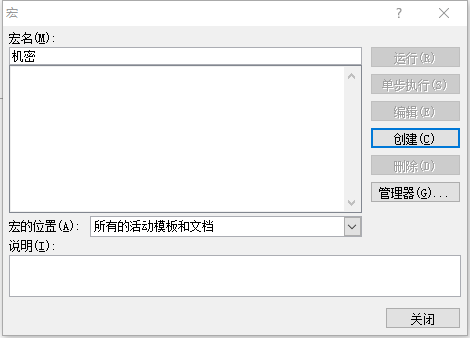 宏
?
宏名(M):
机密
运行(R)
单步执行(S)
编辑(E)
创建(C)
删除(D)
管理器(G)...
宏的位置(A):
所有的活动模板和文档
说明(I):
关闭